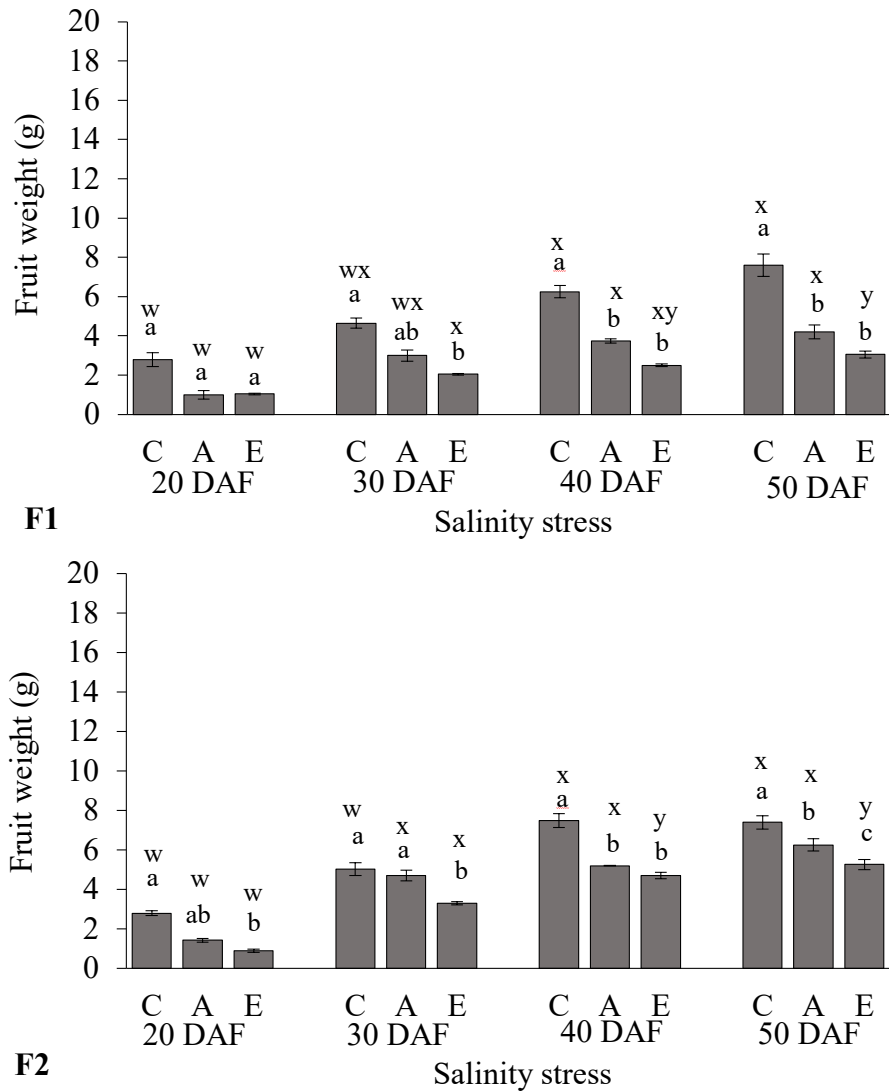 20
18
16
14
12
10
8
6
4
2
0
Fruit weight (g)
w
a
w
a
w
a
wx
a
wx
ab
x
b
x
a
x
b
xy
b
x
a
x
b
y
b
C A E C A E C A E C A E
20 DAF 30 DAF 40 DAF 50 DAF
F1
Salinity stress
20
18
16
14
12
10
8
6
4
2
0
Fruit weight (g)
w
a
w
ab
w
b
w
a
x
a
x
b
x
a
x
b
y
b
x
a
x
b
y
c
C A E C A E C A E C A E
20 DAF 30 DAF 40 DAF 50 DAF
F2
Salinity stress